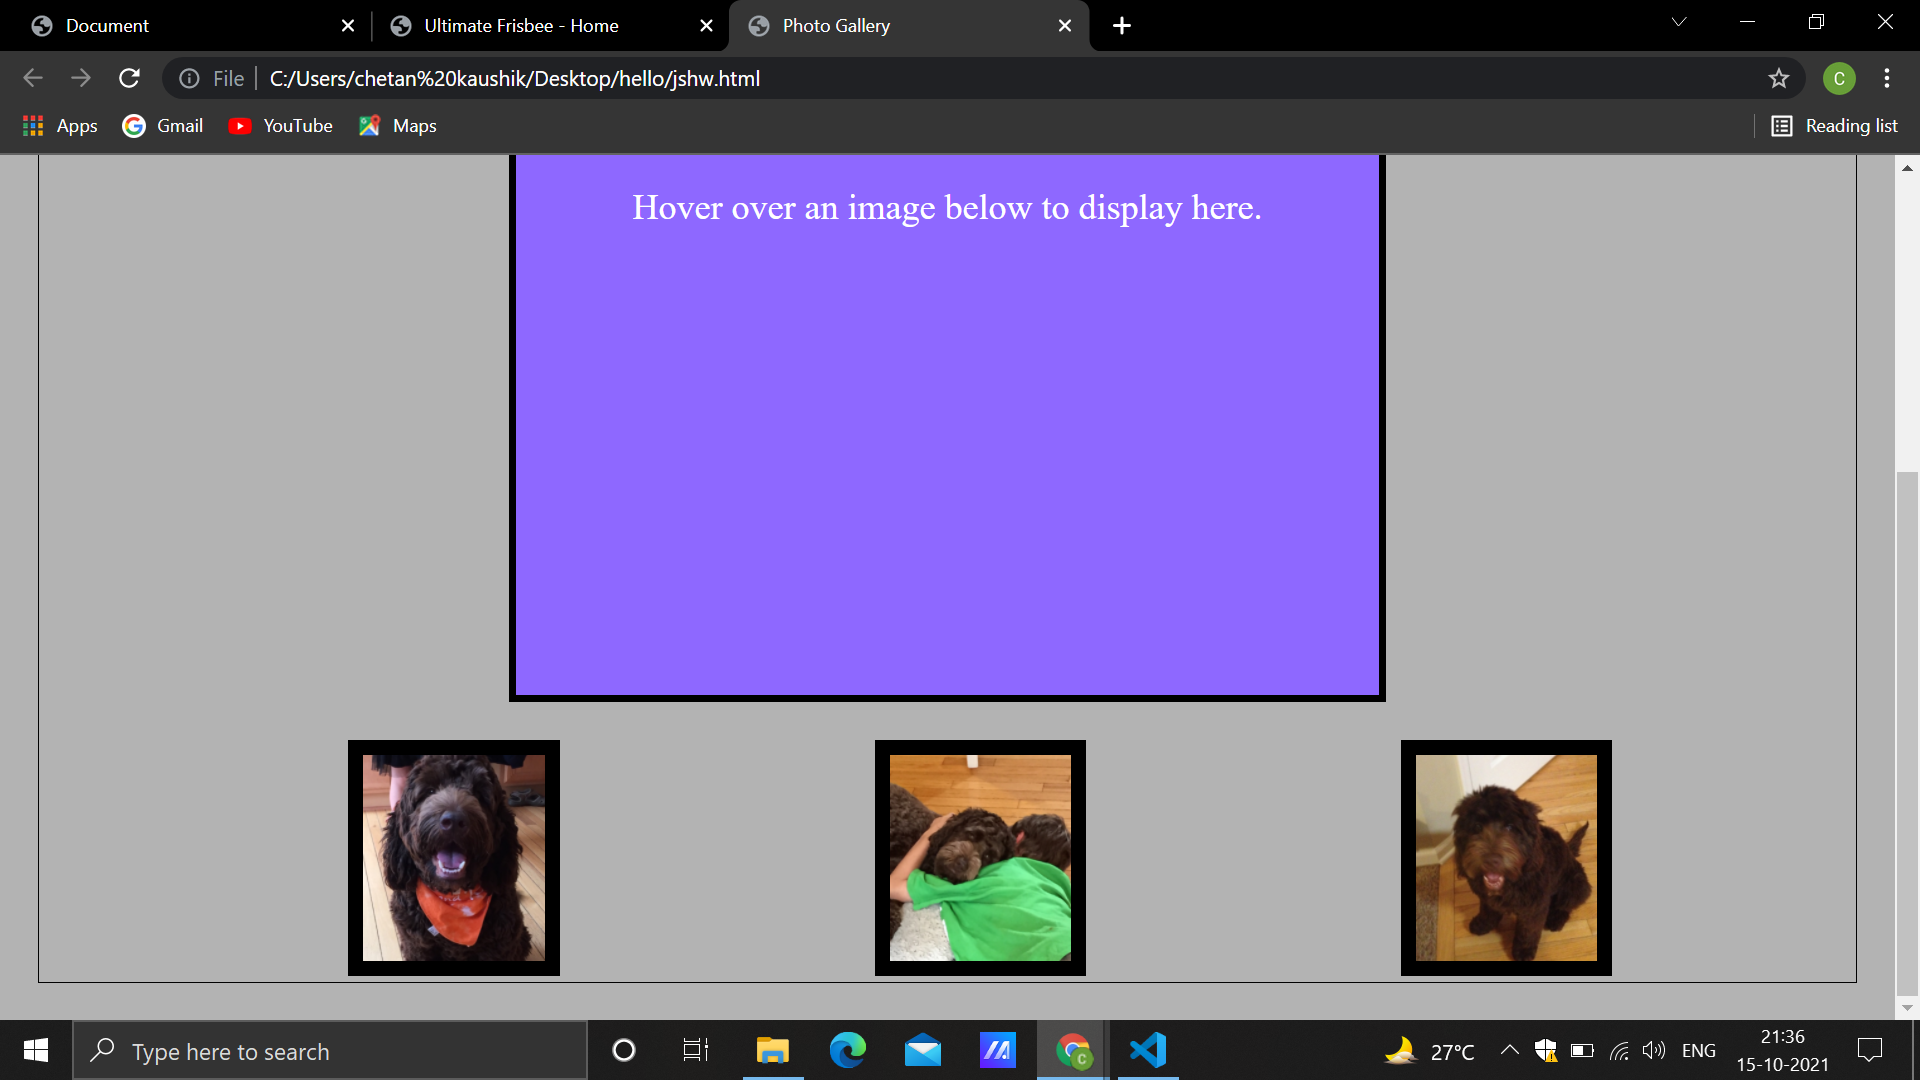 Document
Ultimate Frisbee - Home
Photo Gallery
File
C:/Users/chetan%20kaushik/Desktop/hello/jshw.html
C
Apps
Gmail
YouTube
Maps
Reading list
Hover over an image below to display here.
Type here to search
C
27°C
ENG
21:36
15-10-2021